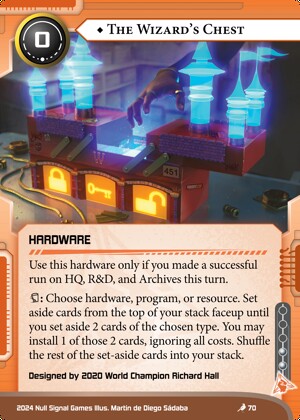 0
◆ The Wizard's Chest
451
HARDWARE
Use this hardware only if you made a successful
run on HQ, R&D, and Archives this turn.
: Choose hardware, program, or resource. Set
aside cards from the top of your stack faceup until
you set aside 2 cards of the chosen type. You may
install 1 of those 2 cards, ignoring all costs. Shuffle
the rest of the set-aside cards into your stack.
Designed by 2020 World Champion Richard Hall
2024 Null Signal Games Illus. Martin de Diego Sádaba
70